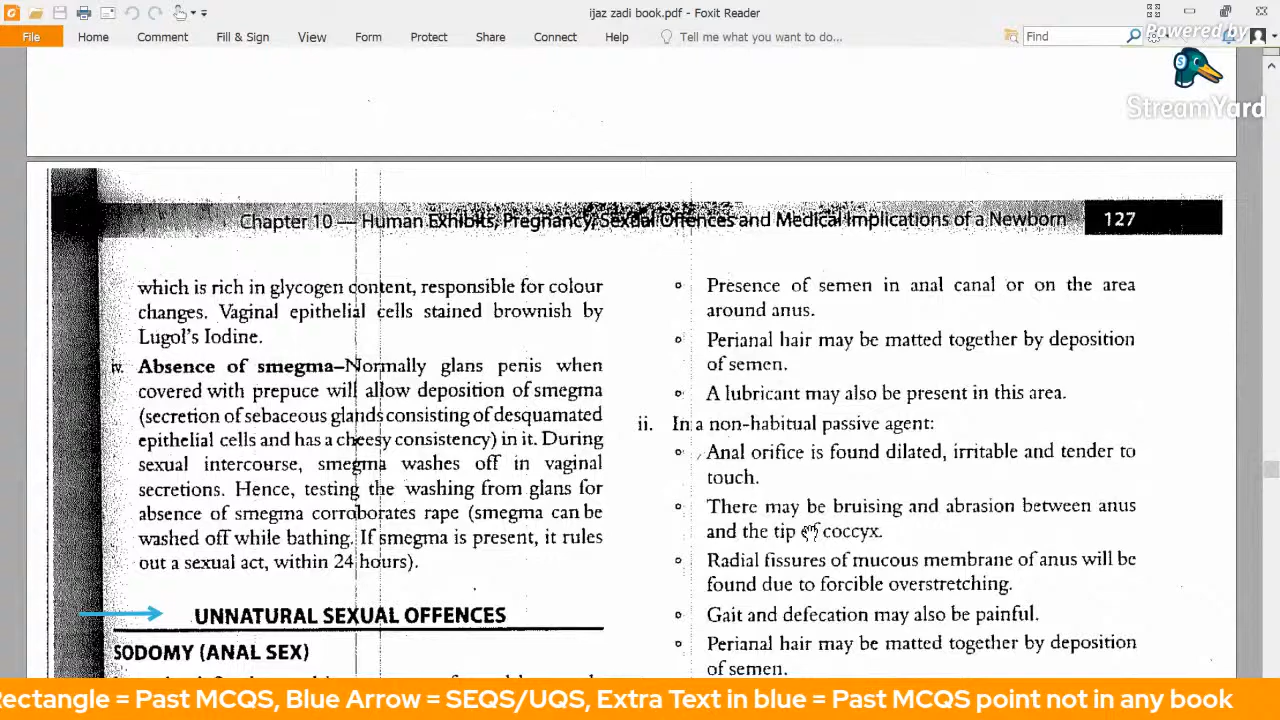 ijaz zadi book.pdf - Foxit Reader
File Home Comment Fill & Sign View Form Protect Share Connect Help Tell me what you want to do... Find
Powered by
StreamYard
Chapter 10 — Human Exhibits, Pregnancy, Sexual Offences and Medical Implications of a Newborn 127
which is rich in glycogen content, responsible for colour
changes. Vaginal epithelial cells stained brownish by
Lugol's Iodine.
iv. Absence of smegma–Normally glans penis when
covered with prepuce will allow deposition of smegma
(secretion of sebaceous glands consisting of desquamated
epithelial cells and has a cheesy consistency) in it. During
sexual intercourse, smegma washes off in vaginal
secretions. Hence, testing the washing from glans for
absence of smegma corroborates rape (smegma can be
washed off while bathing. If smegma is present, it rules
out a sexual act, within 24 hours).
UNNATURAL SEXUAL OFFENCES
SODOMY (ANAL SEX)
Presence of semen in anal canal or on the area
around anus.
Perianal hair may be matted together by deposition
of semen.
A lubricant may also be present in this area.
ii. In a non-habitual passive agent:
Anal orifice is found dilated, irritable and tender to
touch.
There may be bruising and abrasion between anus
and the tip of coccyx.
Radial fissures of mucous membrane of anus will be
found due to forcible overstretching.
Gait and defecation may also be painful.
Perianal hair may be matted together by deposition
of semen.
Rectangle = Past MCQS, Blue Arrow = SEQS/UQS, Extra Text in blue = Past MCQS point not in any book